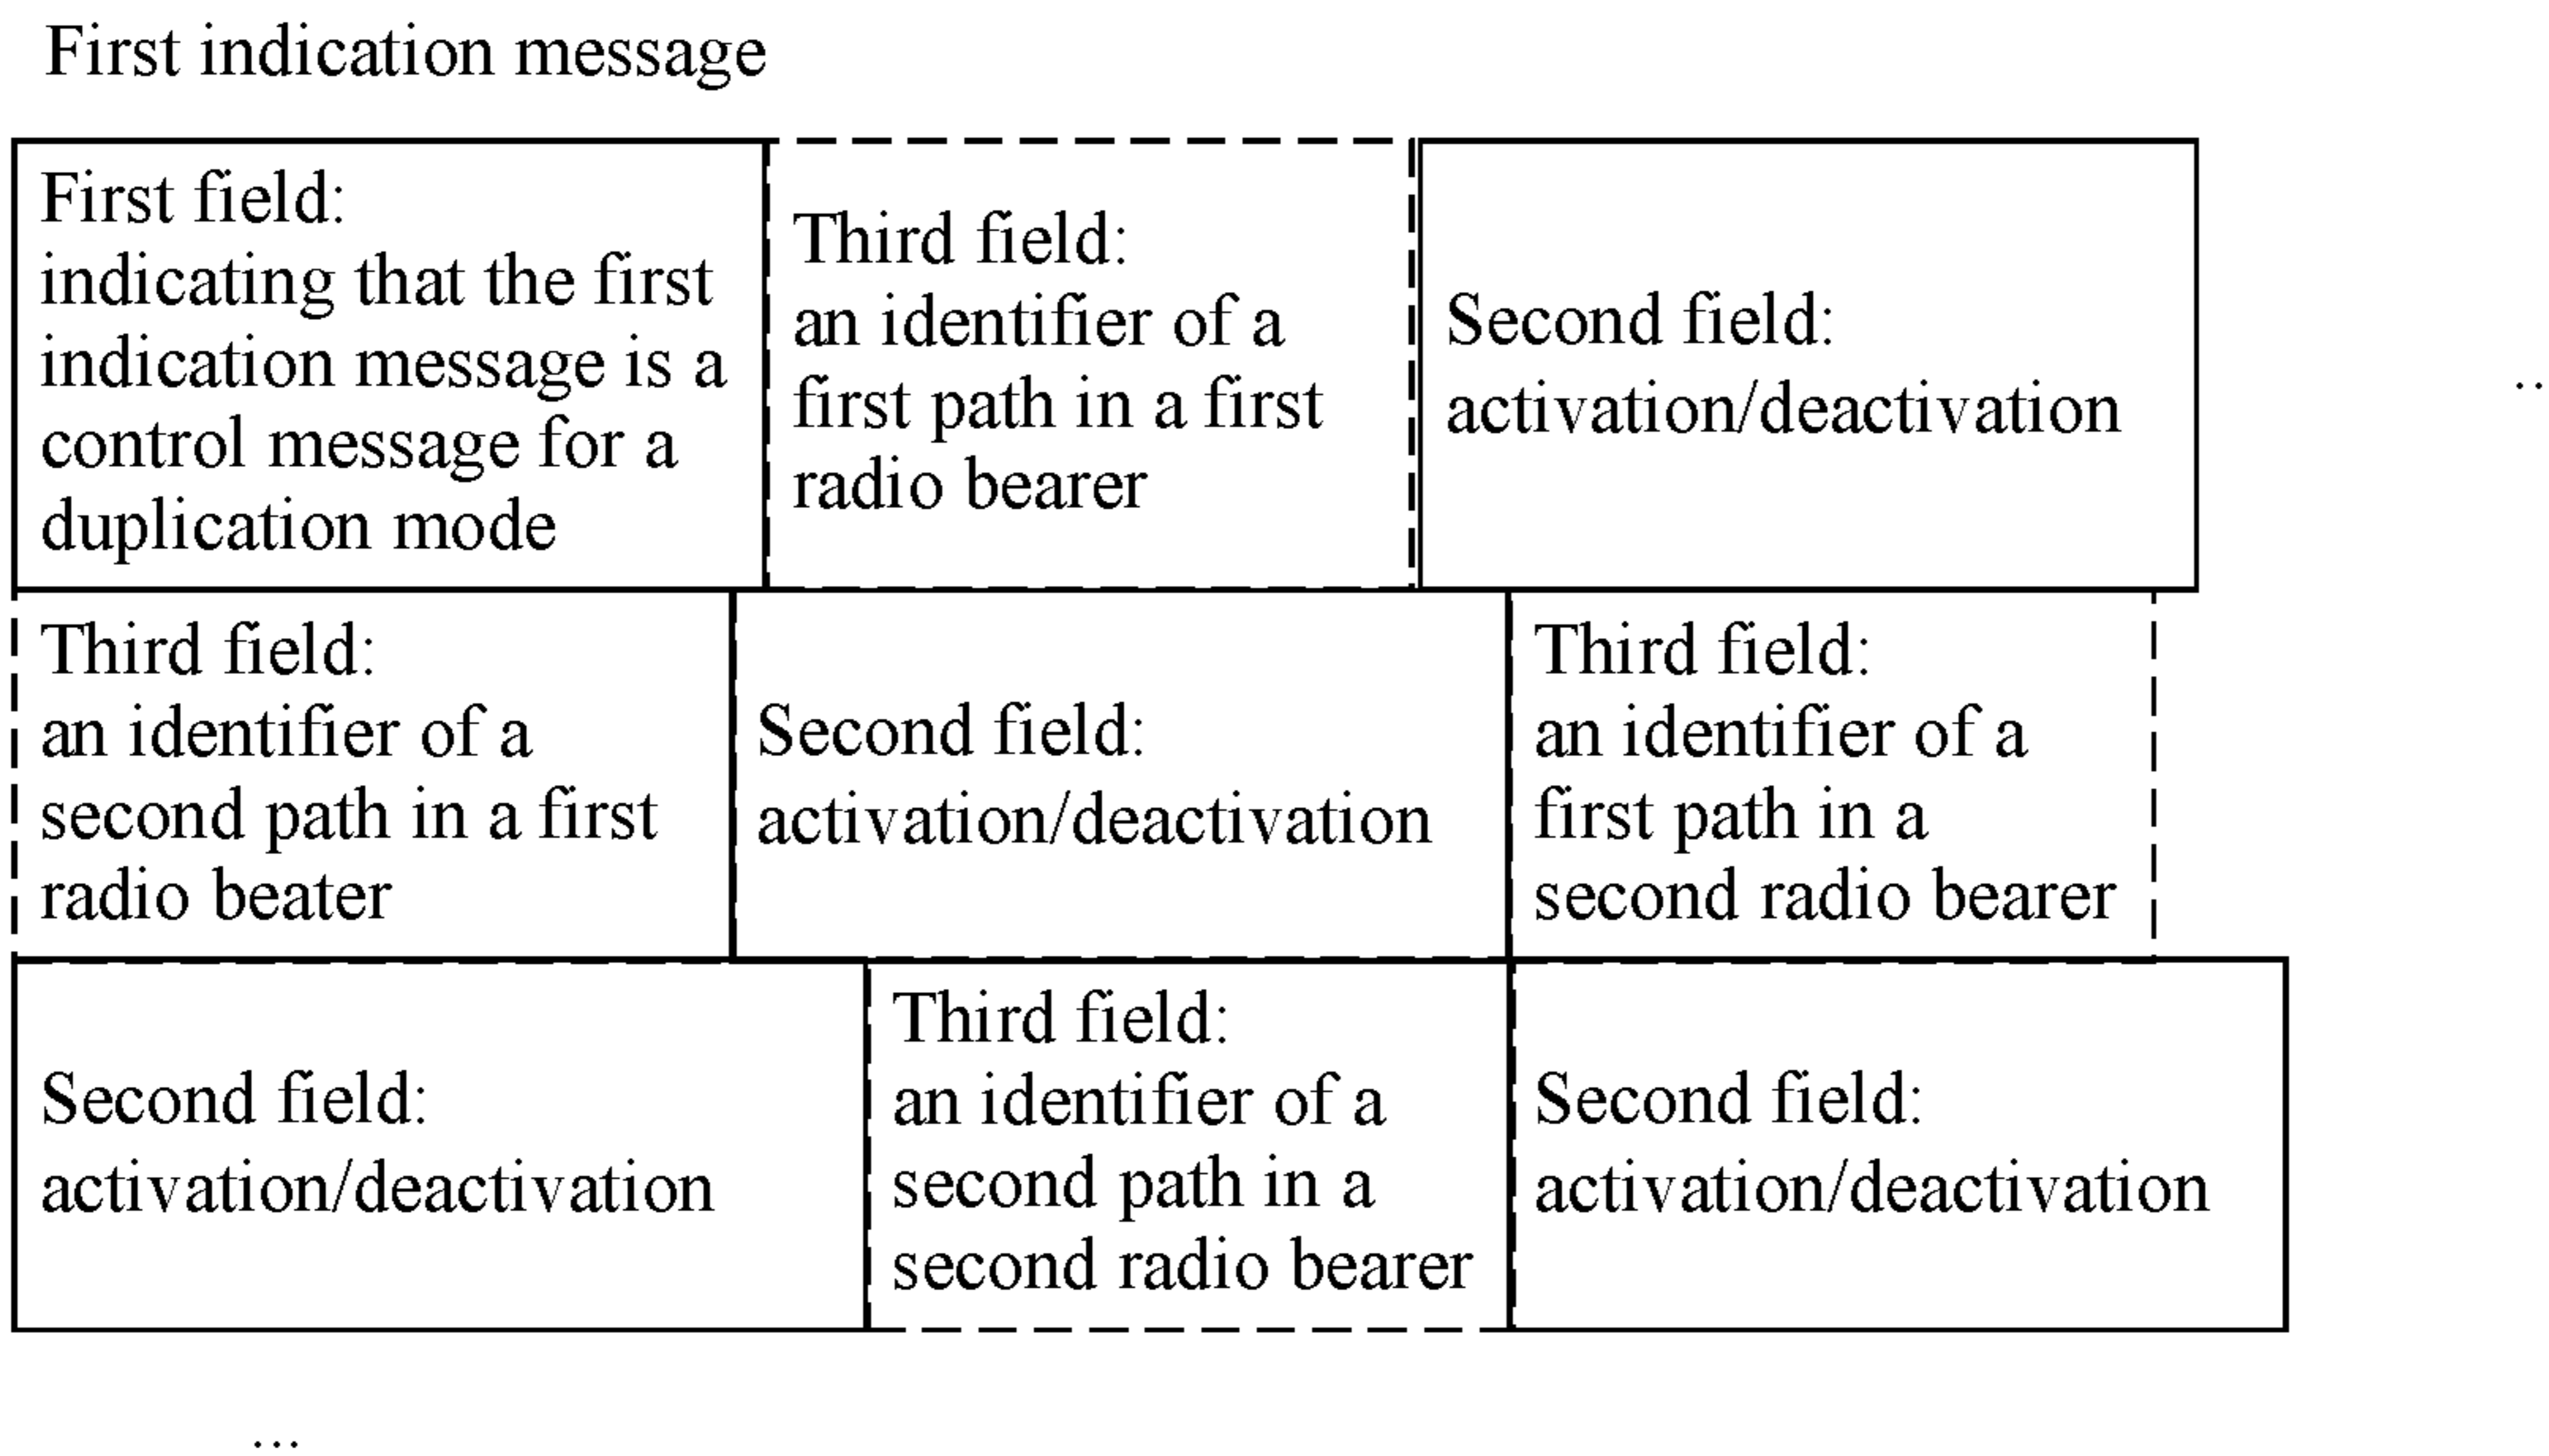 First indication message
First field:
indicating that the first
indication message is a
control message for a
duplication mode
Third field:
an identifier of a
first path in a first
radio bearer
Second field:
activation/deactivation
..
Third field:
an identifier of a
second path in a first
radio beater
Second field:
activation/deactivation
Third field:
an identifier of a
first path in a
second radio bearer
Second field:
activation/deactivation
Third field:
an identifier of a
second path in a
second radio bearer
Second field:
activation/deactivation
...